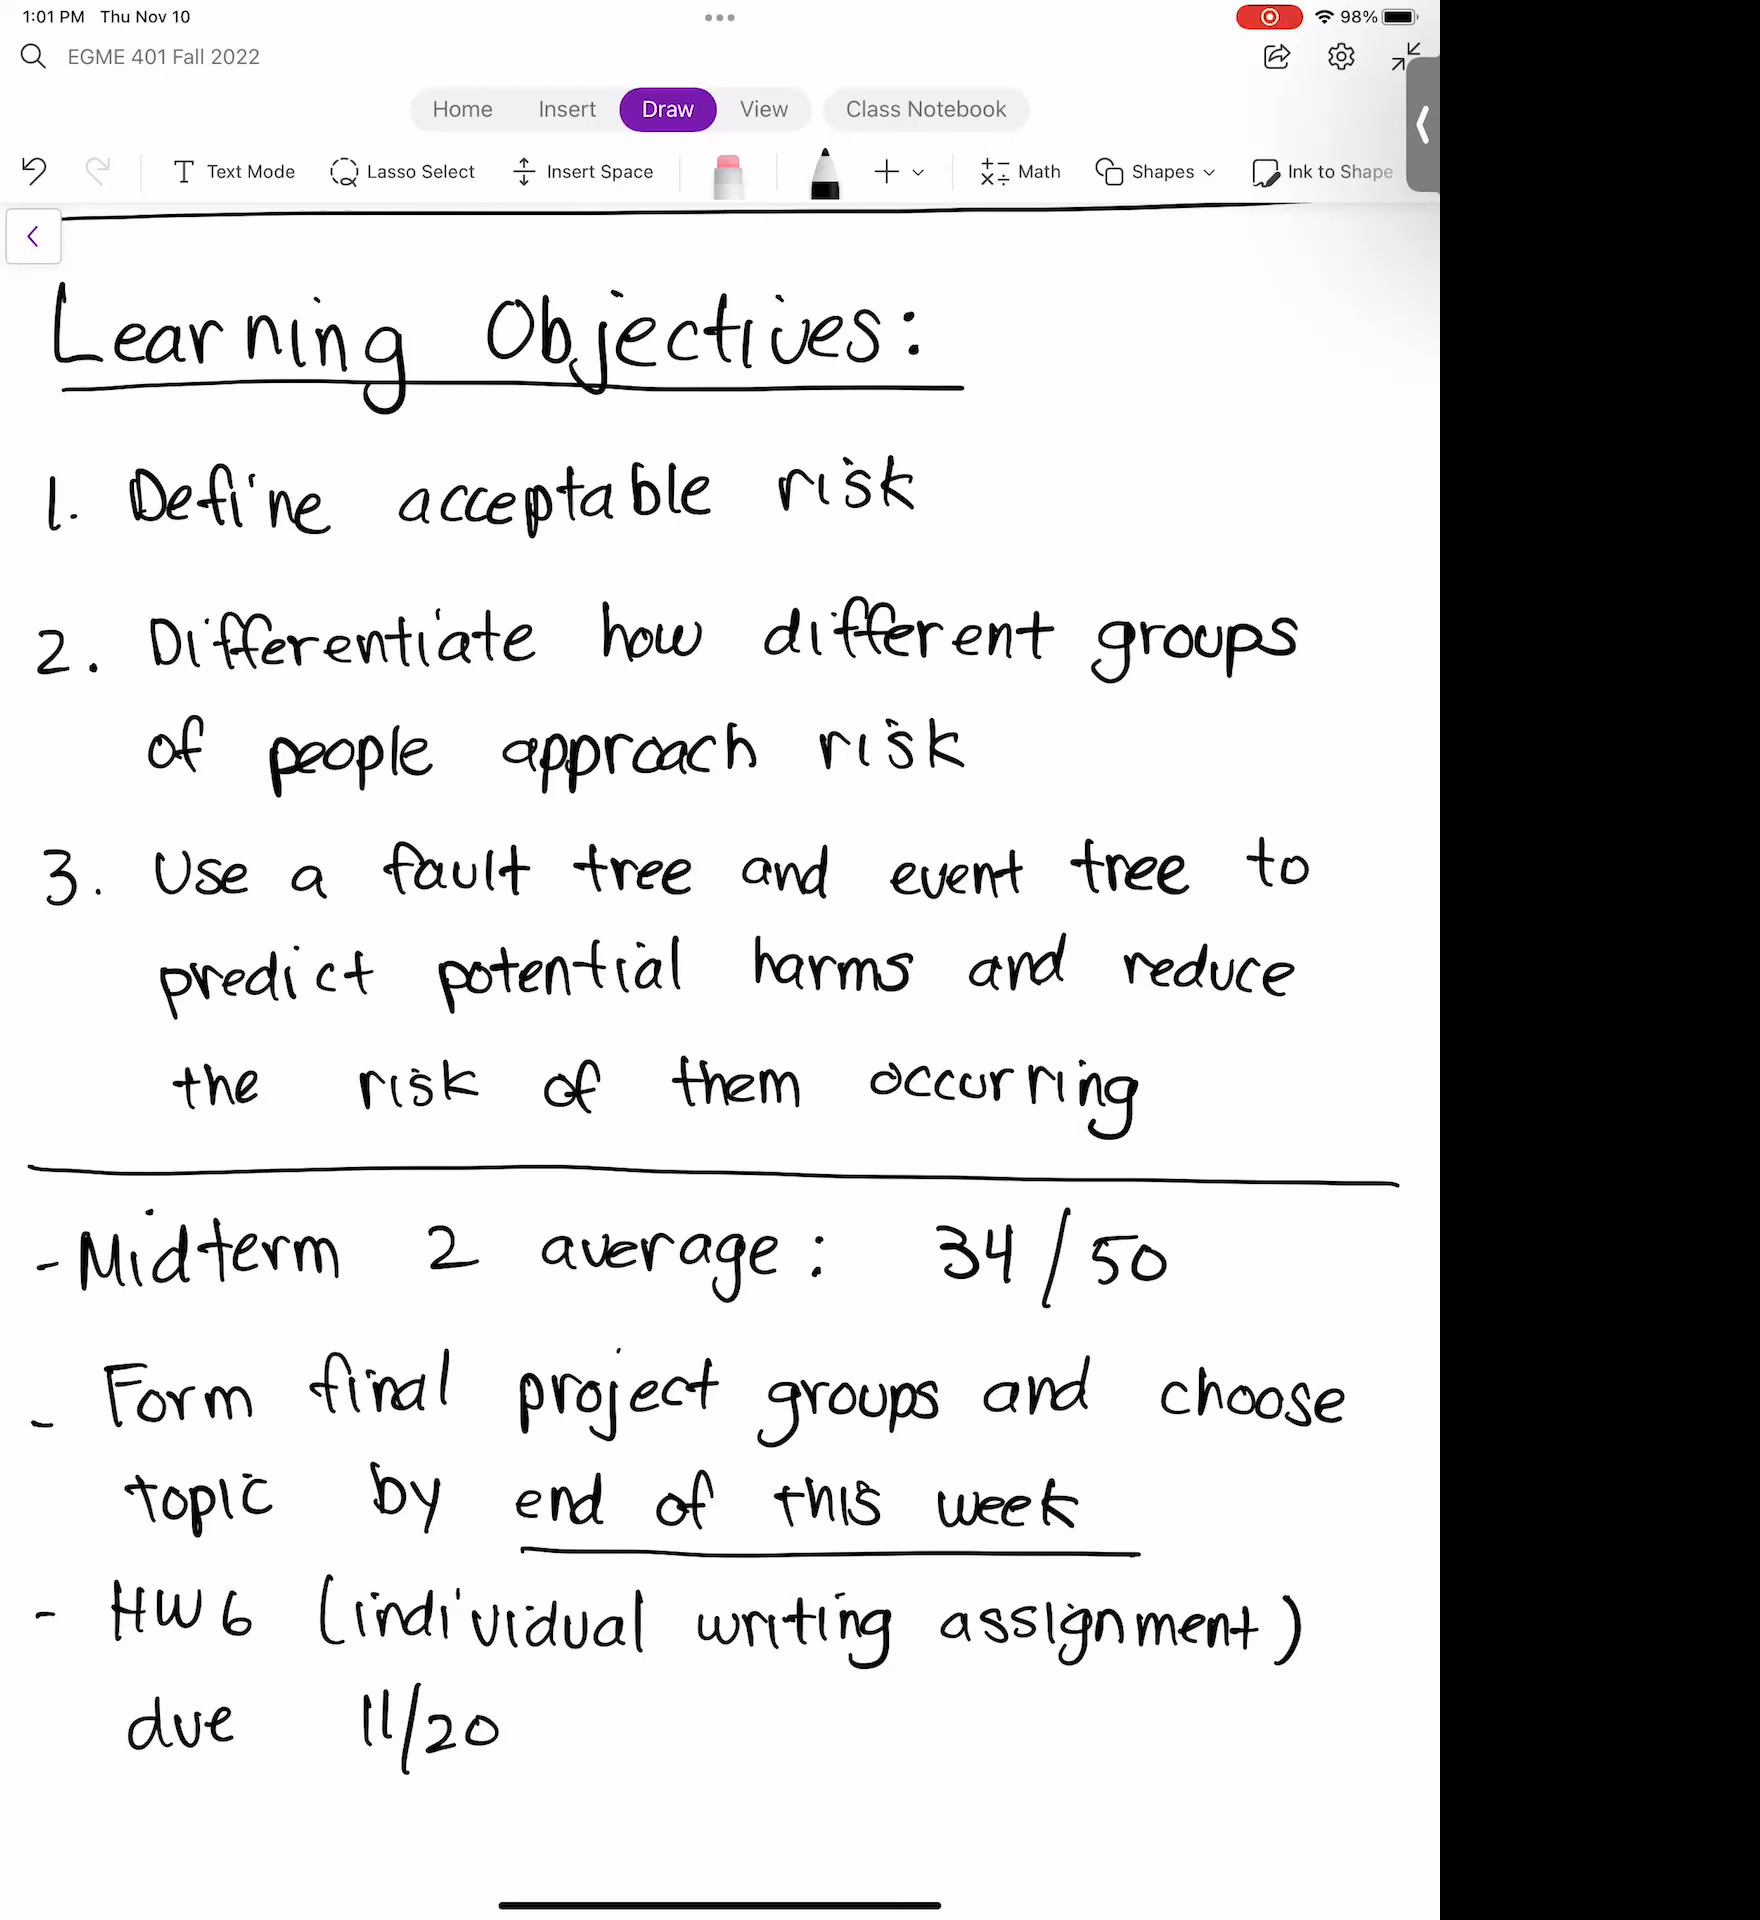 1:01 PM Thu Nov 10
98%
EGME 401 Fall 2022
Home Insert Draw View Class Notebook
Text Mode Lasso Select Insert Space Math Shapes Ink to Shape
Learning Objectives:
1. Define acceptable risk
2. Differentiate how different groups
of people approach risk
3. Use a fault tree and event tree to
predict potential harms and reduce
the risk of them occurring
- Midterm 2 average: 34/50
- Form final project groups and choose
topic by end of this week
- HW6 (individual writing assignment)
due 11/20